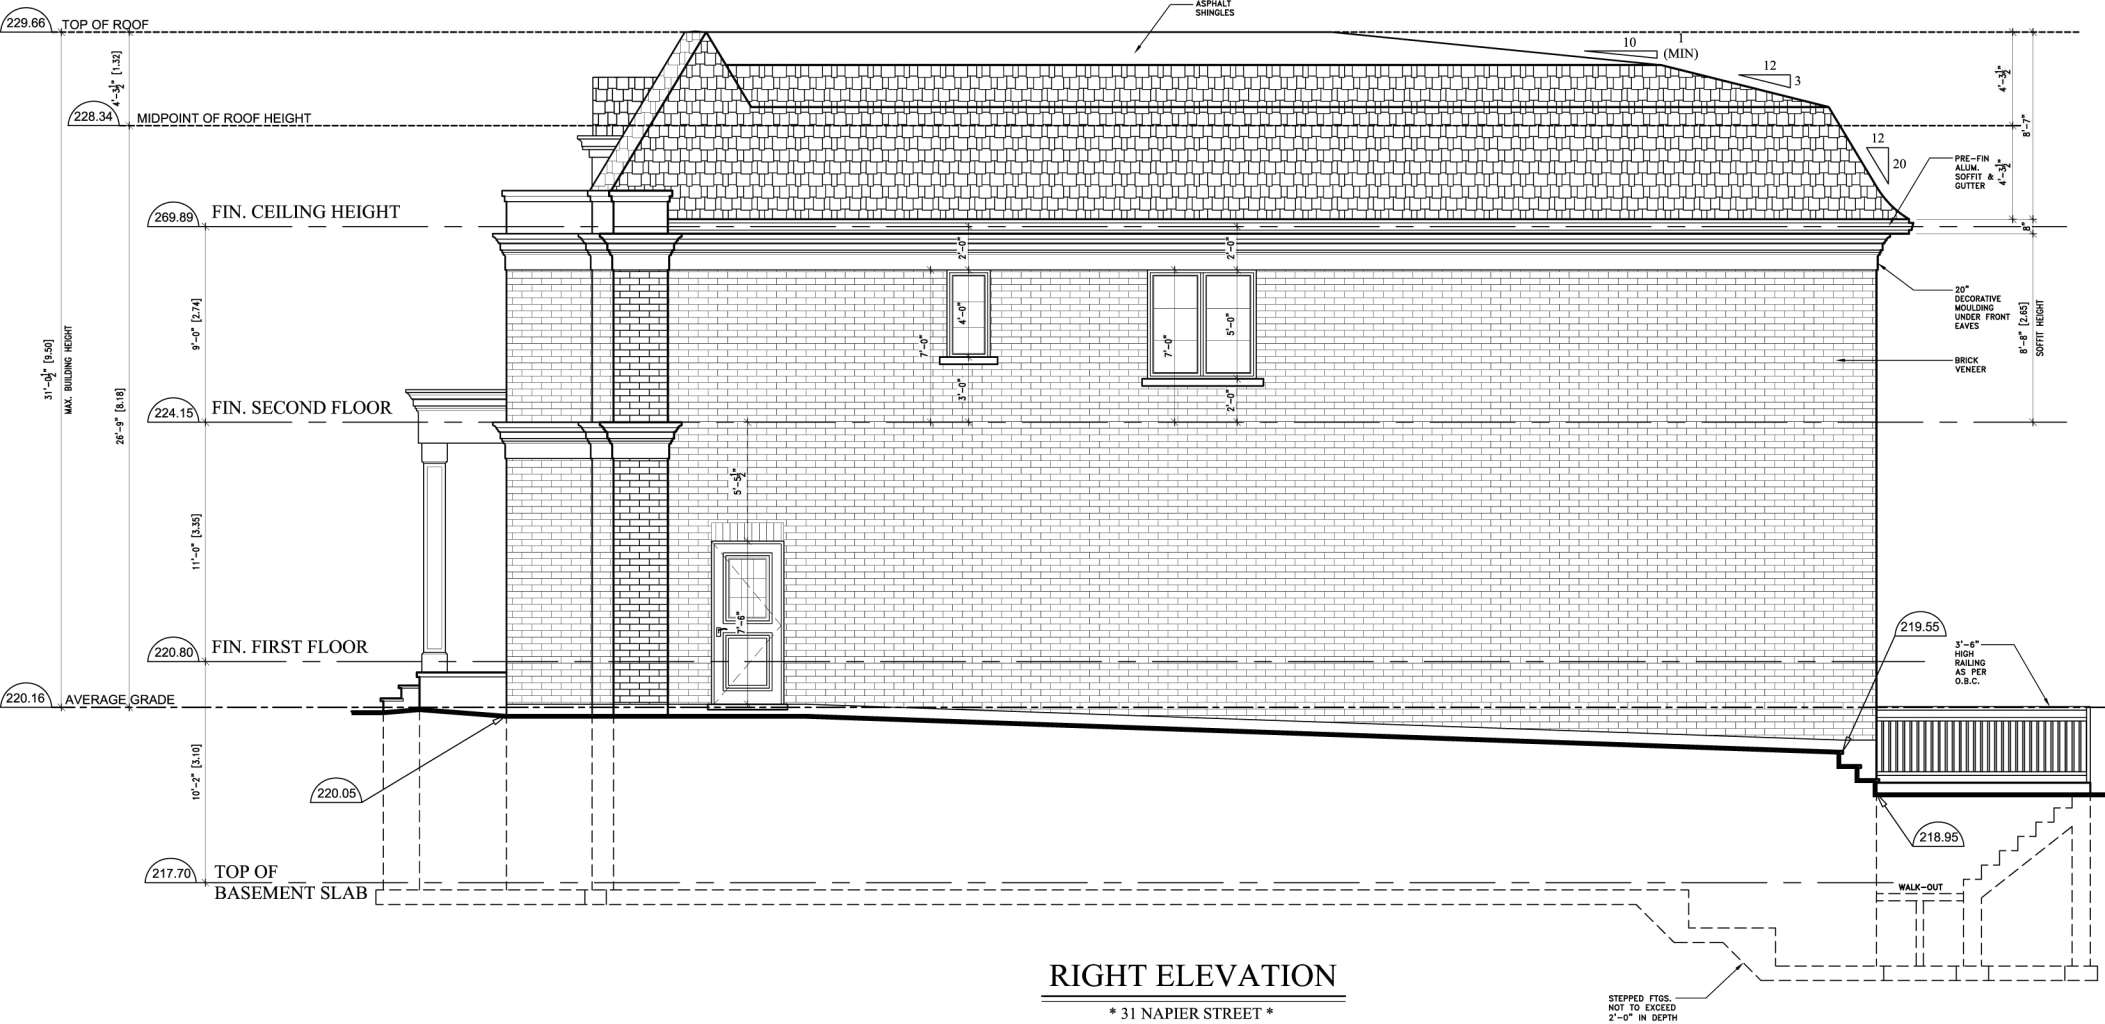 ASPHALT
SHINGLES
229.66
TOP OF ROOF
10
1
(MIN)
12
3
4'-3½" [1.32]
4'-3½"
228.34
MIDPOINT OF ROOF HEIGHT
8'-7"
12
20
PRE-FIN
ALUM.
SOFFIT &
GUTTER
4'-3½"
269.89
FIN. CEILING HEIGHT
8"
2'-0"
2'-0"
20"
DECORATIVE
MOULDING
UNDER FRONT
EAVES
9'-0" [2.74]
4'-0"
5'-0"
7'-0"
7'-0"
8'-8" [2.65]
SOFFIT HEIGHT
31'-0½" [9.50]
MAX. BUILDING HEIGHT
BRICK
VENEER
3'-0"
2'-0"
26'-9" [8.18]
224.15
FIN. SECOND FLOOR
5'-5½"
11'-0" [3.35]
7'-6"
219.55
220.80
FIN. FIRST FLOOR
3'-6"
HIGH
RAILING
AS PER
O.B.C.
220.16
AVERAGE GRADE
10'-2" [3.10]
220.05
218.95
217.70
TOP OF
BASEMENT SLAB
WALK-OUT
RIGHT ELEVATION
* 31 NAPIER STREET *
STEPPED FTGS.
NOT TO EXCEED
2'-0" IN DEPTH